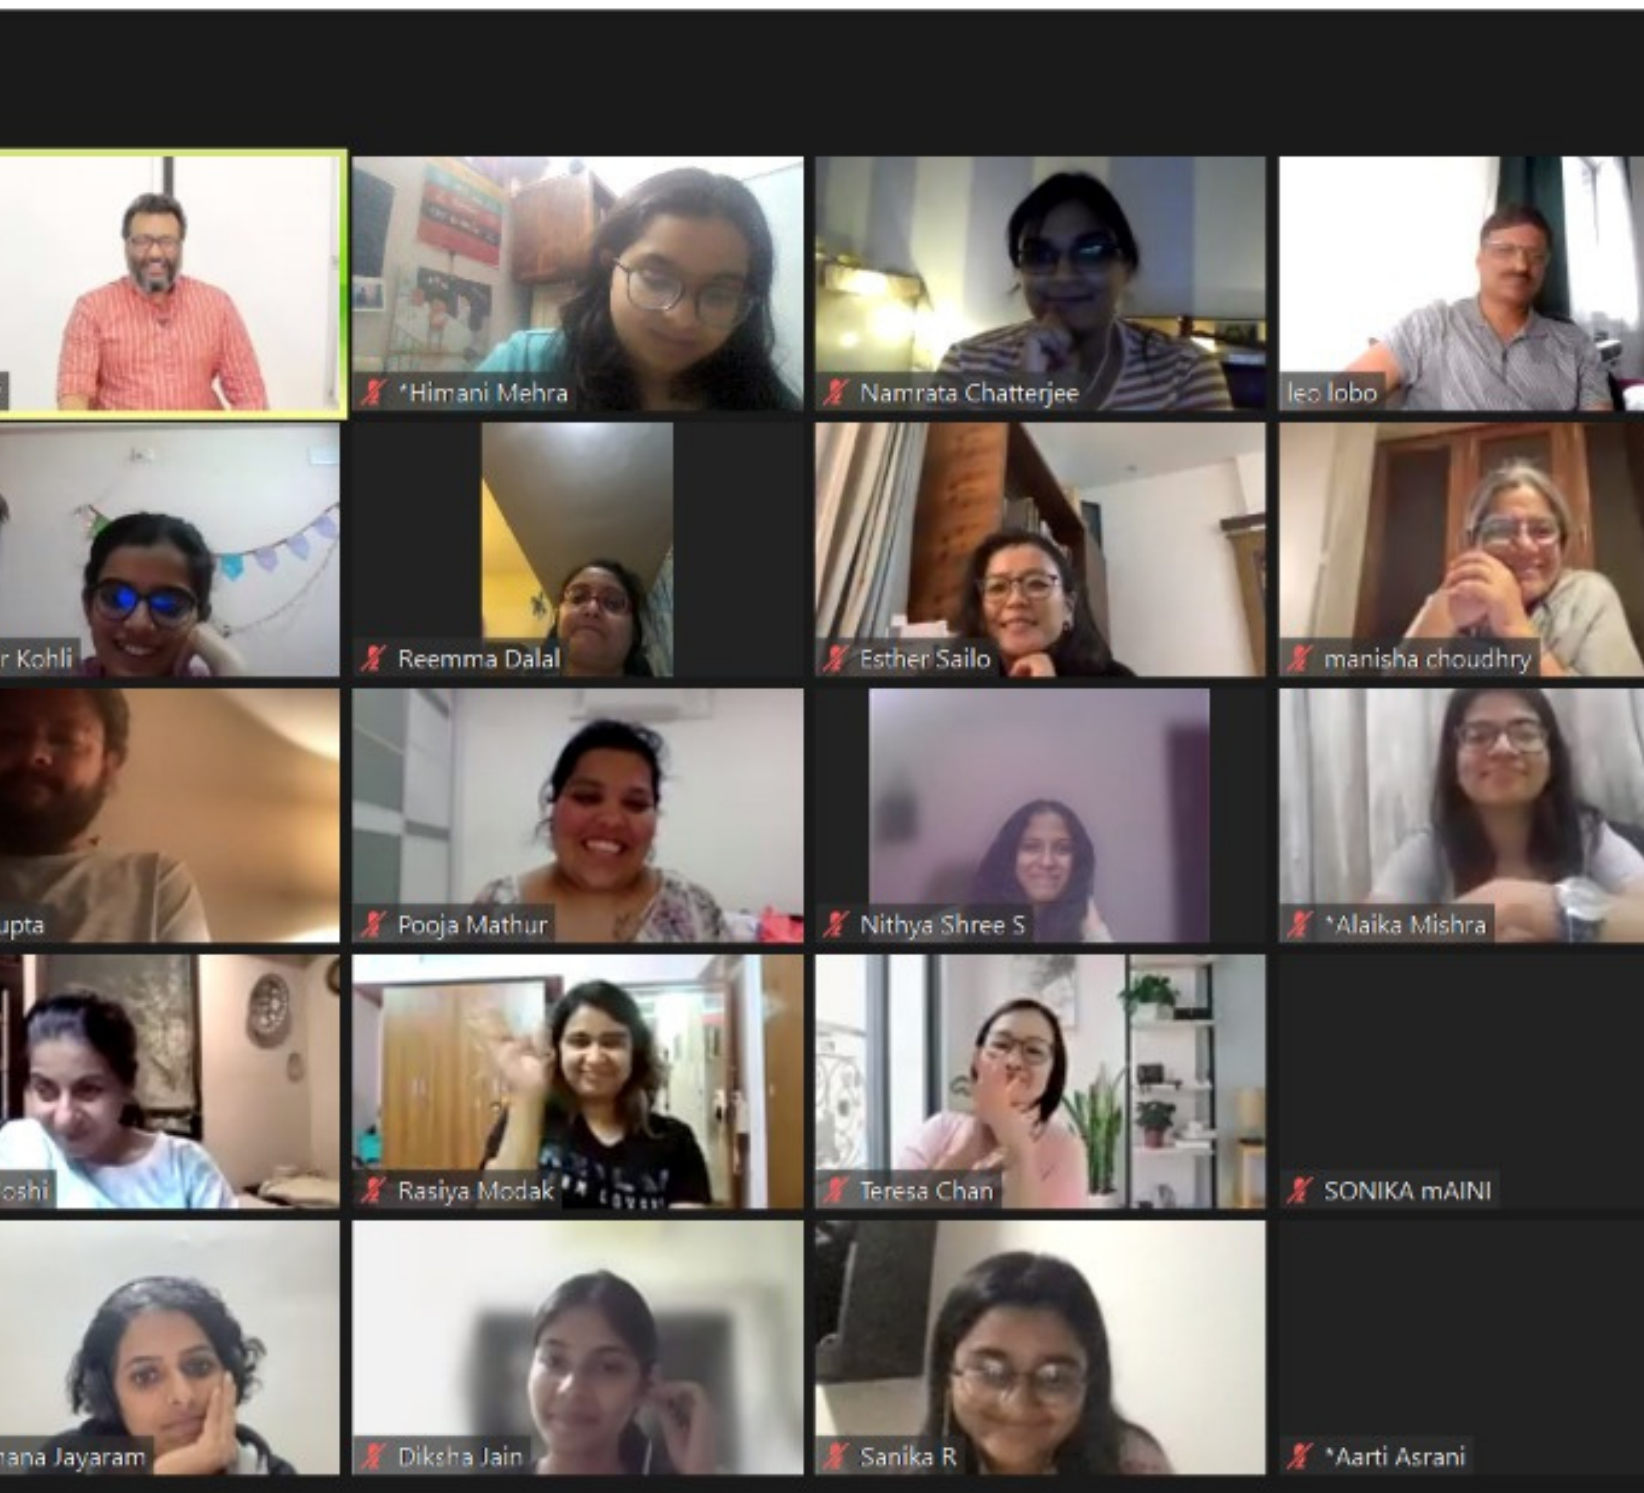 *Himani Mehra
Namrata Chatterjee
leo lobo
r Kohli
Reemma Dalal
Esther Sailo
manisha choudhry
upta
Pooja Mathur
Nithya Shree S
*Alaika Mishra
oshi
Rasiya Modak
Teresa Chan
SONIKA mAINI
ana Jayaram
Diksha Jain
Sanika R
*Aarti Asrani